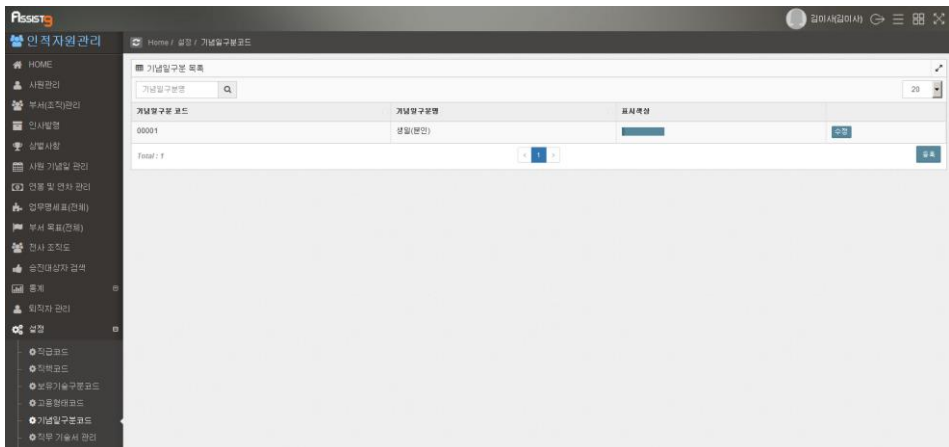 Assist9
김이사(김이사)
인적자원관리
Home / 설정 / 기념일구분코드
HOME
사원관리
부서(조직)관리
인사발령
상벌사항
사원 기념일 관리
연봉 및 연차 관리
업무명세표(전체)
부서 목표(전체)
전사 조직도
승진대상자 검색
통계
퇴직자 관리
설정
직급코드
직책코드
보유기술구분코드
고용형태코드
기념일구분코드
직무 기술서 관리
기념일구분 목록
기념일구분명
20
기념일구분 코드 기념일구분명 표시색상
00001 생일(본인) 수정
Total : 1 1 등록